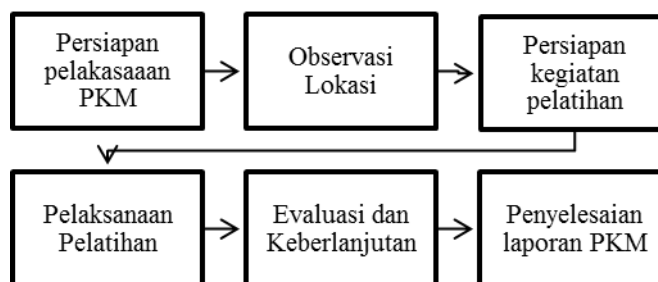 Persiapan
pelakasaaan
PKM
Observasi
Lokasi
Persiapan
kegiatan
pelatihan
Pelaksanaan
Pelatihan
Evaluasi dan
Keberlanjutan
Penyelesaian
laporan PKM